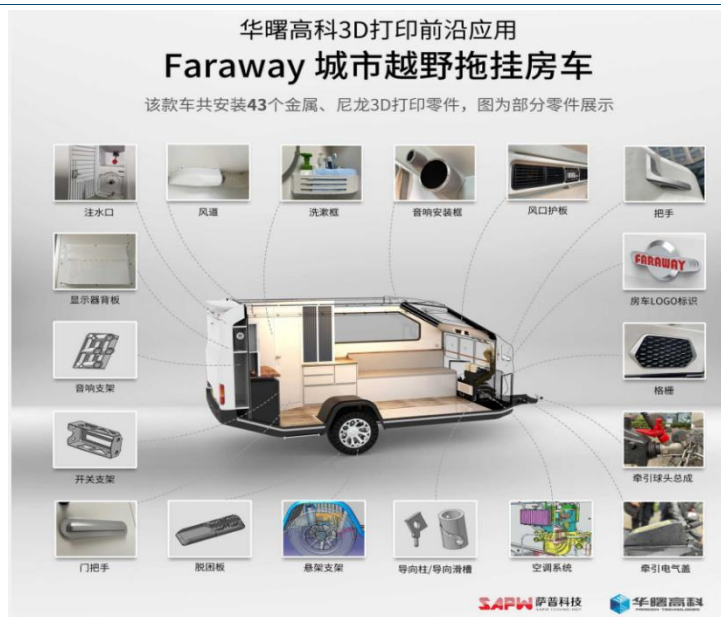 华曙高科3D打印前沿应用
Faraway 城市越野拖挂房车
该款车共安装43个金属、尼龙3D打印零件，图为部分零件展示
注水口
风道
洗漱框
音响安装框
风口护板
把手
显示器背板
FARAWAY
房车LOGO标识
音响支架
格栅
开关支架
牵引球头总成
门把手
脱困板
悬架支架
导向柱/导向滑槽
空调系统
牵引电气盖
SAPW 萨普科技
华曙高科